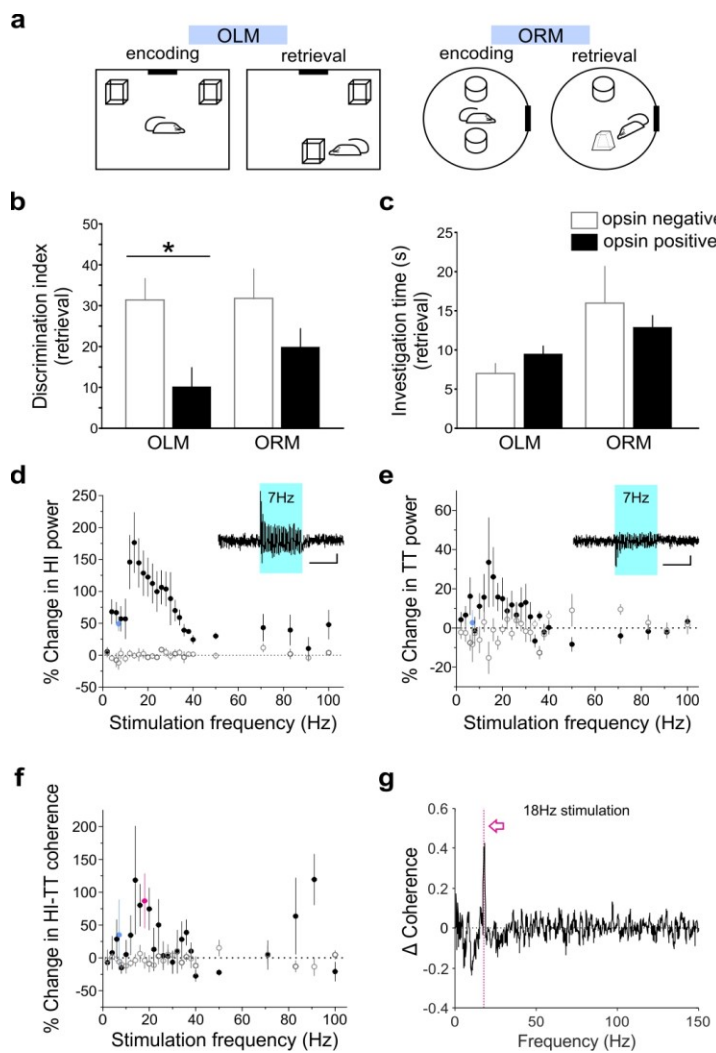 a
OLM
ORM
encoding
retrieval
encoding
retrieval
b
50
40
30
20
10
0
Discrimination index
(retrieval)
*
OLM
ORM
c
opsin negative
opsin positive
25
20
15
10
5
0
Investigation time (s)
(retrieval)
OLM
ORM
d
250
200
150
100
50
0
-50
% Change in HI power
7Hz
0 20 40 60 80 100
Stimulation frequency (Hz)
e
60
40
20
0
-20
% Change in TT power
7Hz
0 20 40 60 80 100
Stimulation frequency (Hz)
f
200
150
100
50
0
-50
% Change in HI-TT coherence
0 20 40 60 80 100
Stimulation frequency (Hz)
g
0.6
0.4
0.2
0
-0.2
-0.4
Δ Coherence
18Hz stimulation
0 50 100 150
Frequency (Hz)